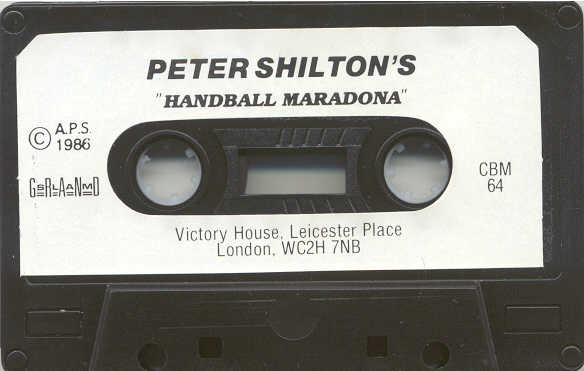 PETER SHILTON'S
"HANDBALL MARADONA"
© A.P.S.
1986
GRANDSLAM
CBM
64
Victory House, Leicester Place
London, WC2H 7NB